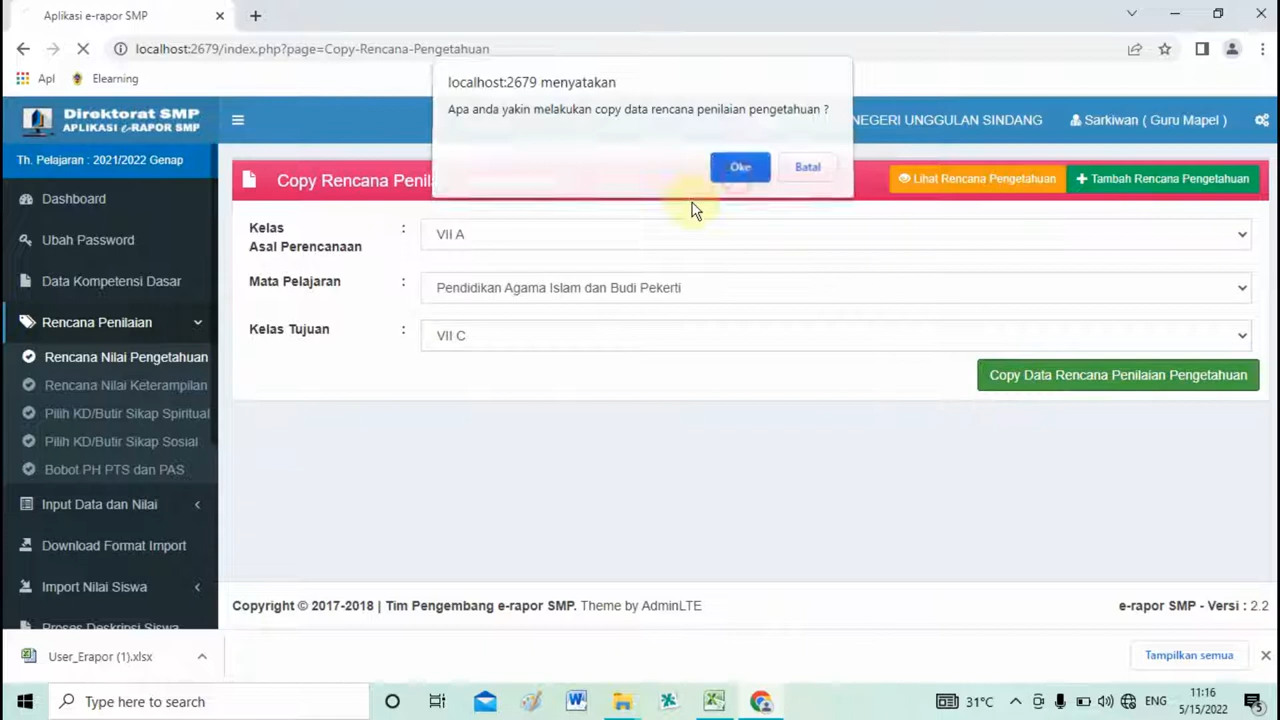 Aplikasi e-rapor SMP
localhost:2679/index.php?page=Copy-Rencana-Pengetahuan
Apl
Elearning
localhost:2679 menyatakan
Apa anda yakin melakukan copy data rencana penilaian pengetahuan ?
Oke
Batal
Direktorat SMP
APLIKASI e-RAPOR SMP
NEGERI UNGGULAN SINDANG
Sarkiwan ( Guru Mapel )
Th. Pelajaran : 2021/2022 Genap
Dashboard
Ubah Password
Data Kompetensi Dasar
Rencana Penilaian
Rencana Nilai Pengetahuan
Rencana Nilai Keterampilan
Pilih KD/Butir Sikap Spiritual
Pilih KD/Butir Sikap Sosial
Bobot PH PTS dan PAS
Input Data dan Nilai
Download Format Import
Import Nilai Siswa
Proses Deskripsi Siswa
Copy Rencana Penil
Lihat Rencana Pengetahuan
Tambah Rencana Pengetahuan
Kelas
Asal Perencanaan
:
VII A
Mata Pelajaran
:
Pendidikan Agama Islam dan Budi Pekerti
Kelas Tujuan
:
VII C
Copy Data Rencana Penilaian Pengetahuan
Copyright © 2017-2018 | Tim Pengembang e-rapor SMP. Theme by AdminLTE
e-rapor SMP - Versi : 2.2
User_Erapor (1).xlsx
Tampilkan semua
Type here to search
31°C
ENG
11:16
5/15/2022
5